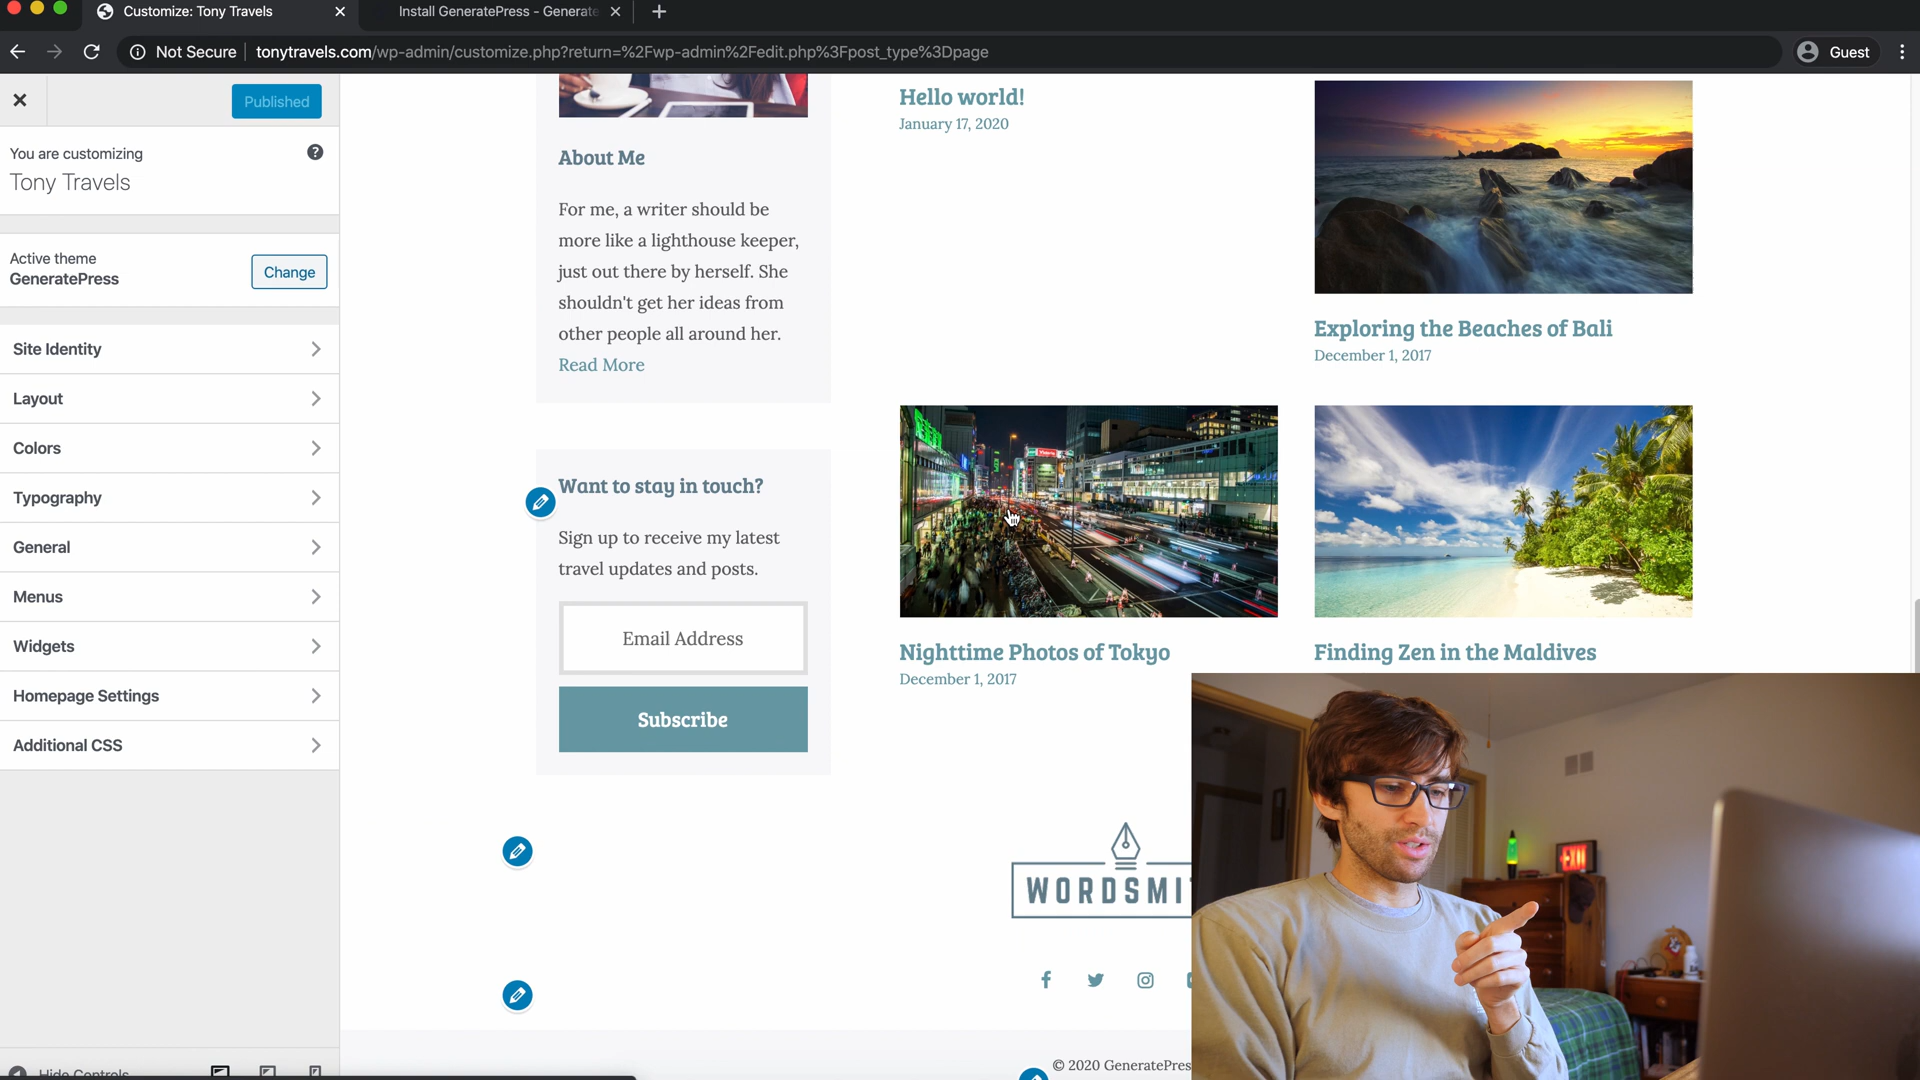 Customize: Tony Travels
Install GeneratePress - Generate
Not Secure
tonytravels.com/wp-admin/customize.php?return=%2Fwp-admin%2Fedit.php%3Fpost_type%3Dpage
Guest
Published
You are customizing
Tony Travels
Active theme
GeneratePress
Change
Site Identity
Layout
Colors
Typography
General
Menus
Widgets
Homepage Settings
Additional CSS
Hide Controls
About Me
For me, a writer should be
more like a lighthouse keeper,
just out there by herself. She
shouldn't get her ideas from
other people all around her.
Read More
Want to stay in touch?
Sign up to receive my latest
travel updates and posts.
Email Address
Subscribe
Hello world!
January 17, 2020
Exploring the Beaches of Bali
December 1, 2017
Nighttime Photos of Tokyo
December 1, 2017
Finding Zen in the Maldives
WORDSMI
© 2020 GeneratePres